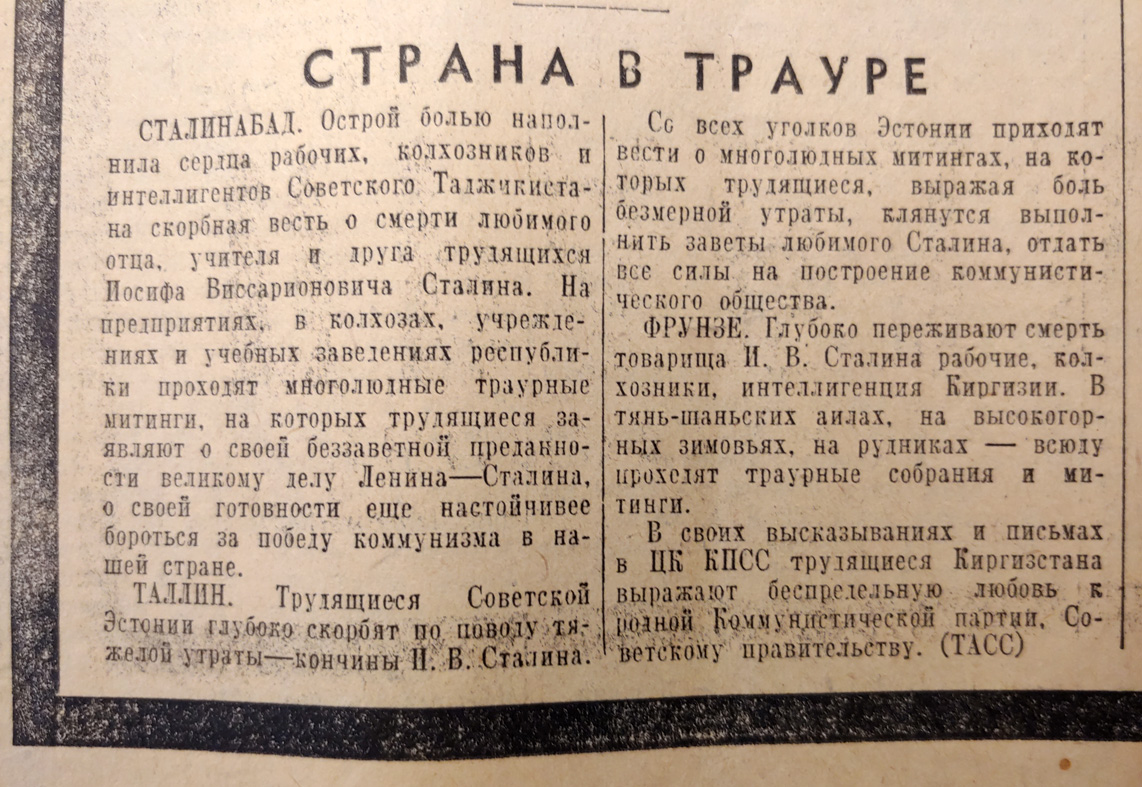 СТРАНА В ТРАУРЕ
СТАЛИНАБАД. Острой болью напол-
нила сердца рабочих, колхозников и
интеллигентов Советского Таджикиста-
на скорбная весть о смерти любимого
отца, учителя и друга трудящихся
Иосифа Виссарионовича Сталина. На
предприятиях, в колхозах, учрежде-
ниях и учебных заведениях республи-
ки проходят многолюдные траурные
митинги, на которых трудящиеся за-
являют о своей беззаветной преданно-
сти великому делу Ленина—Сталина,
о своей готовности еще настойчивее
бороться за победу коммунизма в на-
шей стране.
ТАЛЛИН. Трудящиеся Советской
Эстонии глубоко скорбят по поводу тя-
желой утраты—кончины И. В. Сталина.
Со всех уголков Эстонии приходят
вести о многолюдных митингах, на ко-
торых трудящиеся, выражая боль
безмерной утраты, клянутся выпол-
нить заветы любимого Сталина, отдать
все силы на построение коммунисти-
ческого общества.
ФРУНЗЕ. Глубоко переживают смерть
товарища И. В. Сталина рабочие, кол-
хозники, интеллигенция Киргизии. В
тянь-шаньских аилах, на высокогор-
ных зимовьях, на рудниках — всюду
проходят траурные собрания и ми-
тинги.
В своих высказываниях и письмах
в ЦК КПСС трудящиеся Киргизстана
выражают беспредельную любовь к
родной Коммунистической партии, Со-
ветскому правительству. (ТАСС)